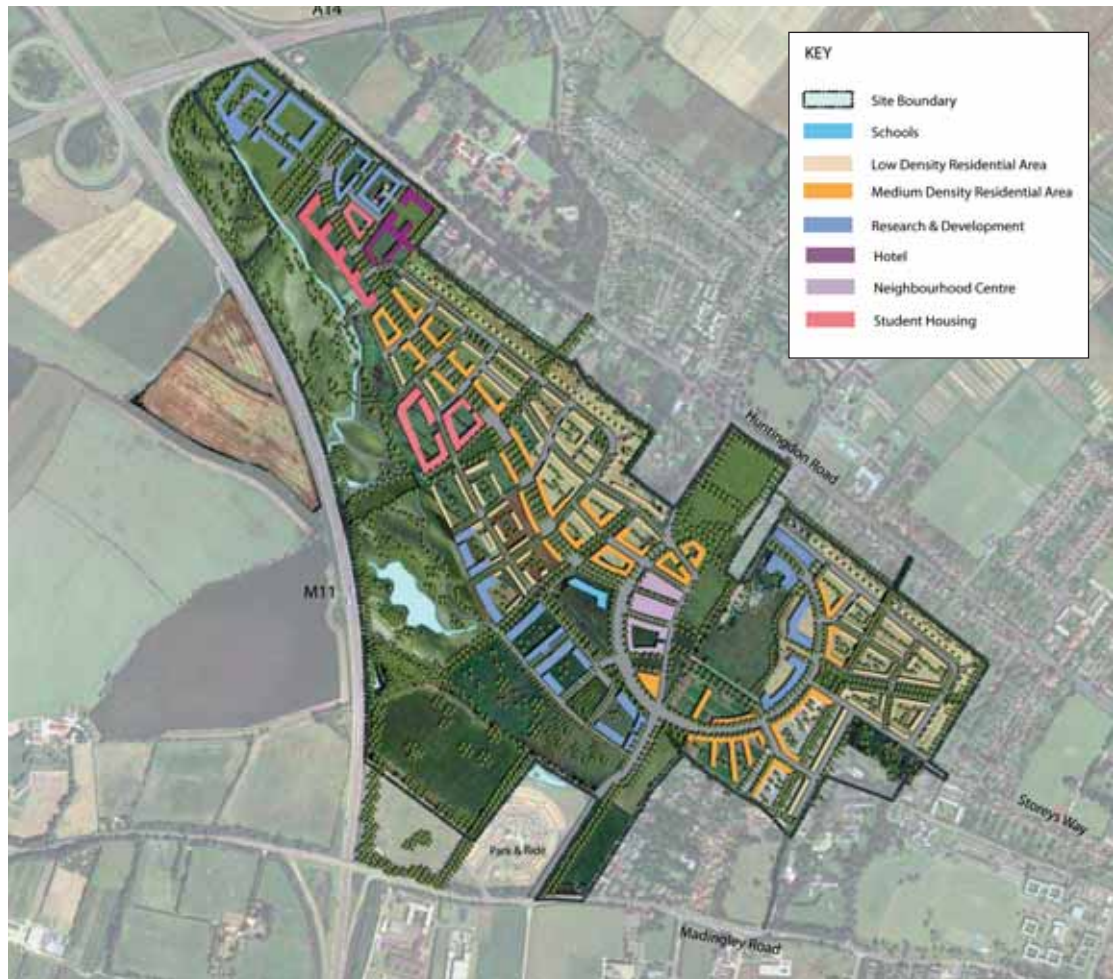 A14
KEY
Site Boundary
Schools
Low Density Residential Area
Medium Density Residential Area
Research & Development
Hotel
Neighbourhood Centre
Student Housing
Huntingdon Road
M11
Storeys Way
Park & Ride
Madingley Road